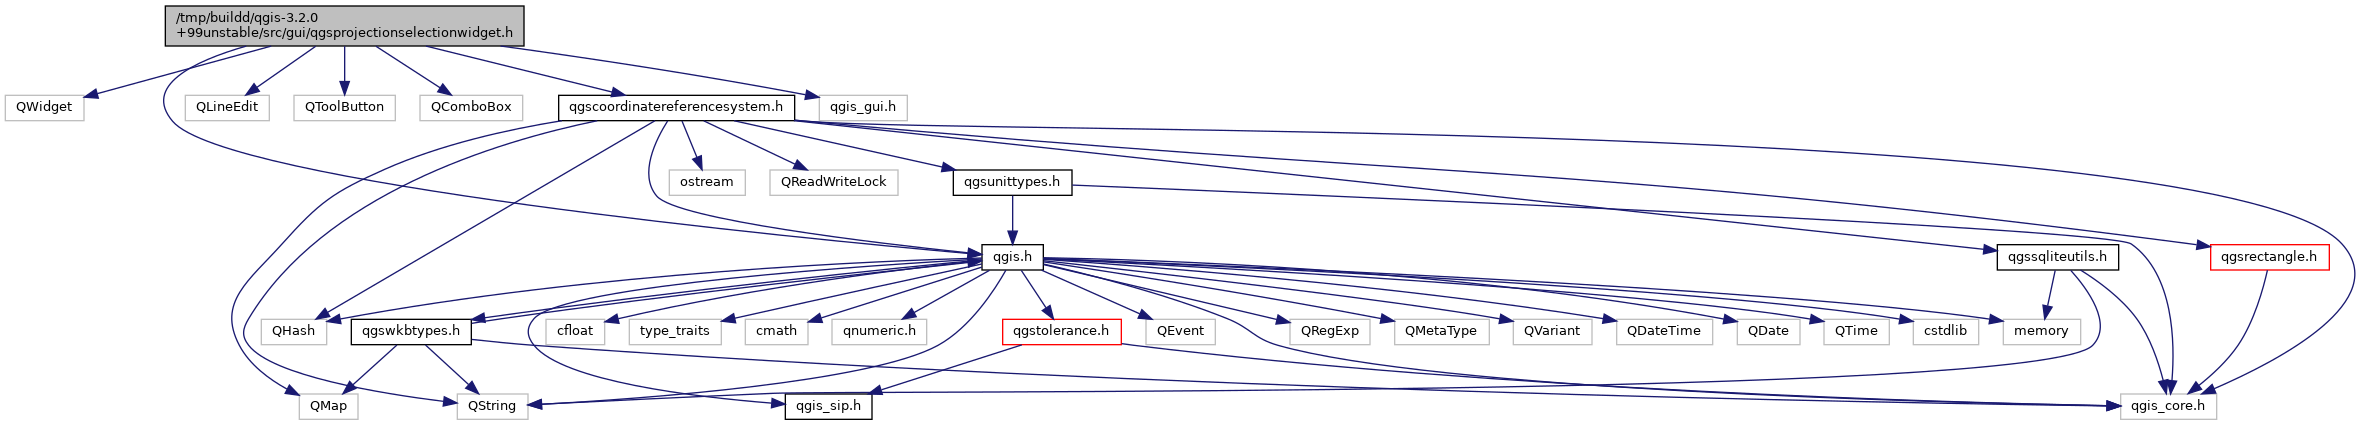 /tmp/buildd/qgis-3.2.0
+99unstable/src/gui/qgsprojectionselectionwidget.h
QWidget
QLineEdit
QToolButton
QComboBox
qgscoordinatereferencesystem.h
qgis_gui.h
ostream
QReadWriteLock
qgsunittypes.h
qgis.h
qgssqliteutils.h
qgsrectangle.h
QHash
qgswkbtypes.h
cfloat
type_traits
cmath
qnumeric.h
qgstolerance.h
QEvent
QRegExp
QMetaType
QVariant
QDateTime
QDate
QTime
cstdlib
memory
QMap
QString
qgis_sip.h
qgis_core.h